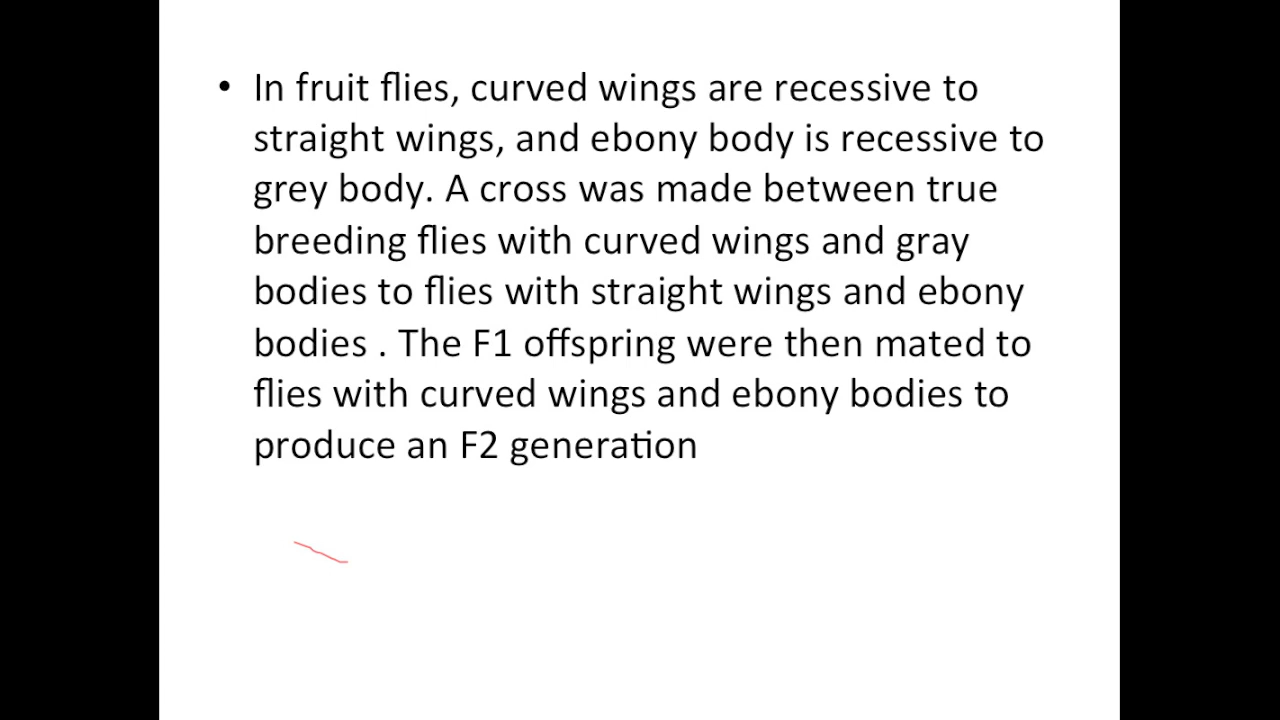 • In fruit flies, curved wings are recessive to
straight wings, and ebony body is recessive to
grey body. A cross was made between true
breeding flies with curved wings and gray
bodies to flies with straight wings and ebony
bodies . The F1 offspring were then mated to
flies with curved wings and ebony bodies to
produce an F2 generation